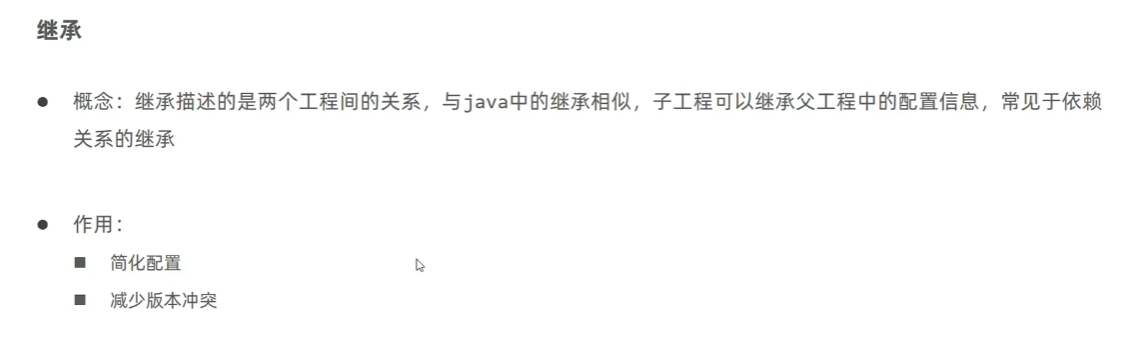 继承
● 概念：继承描述的是两个工程间的关系，与java中的继承相似，子工程可以继承父工程中的配置信息，常见于依赖
关系的继承
● 作用：
■ 简化配置
■ 减少版本冲突